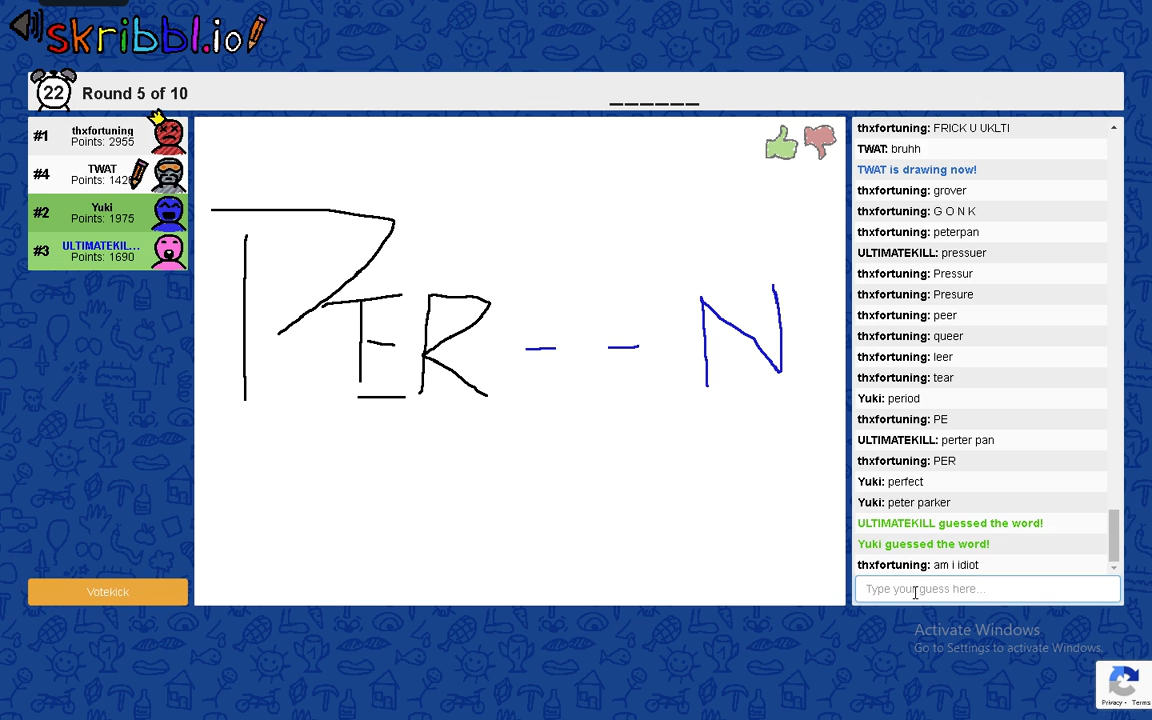 skribbl.io
22 Round 5 of 10 ______
#1 thxfortuning
Points: 2955
#4 TWAT
Points: 142
#2 Yuki
Points: 1975
#3 ULTIMATEKIL...
Points: 1690
Votekick
PER - - N
thxfortuning: FRICK U UKLTI
TWAT: bruhh
TWAT is drawing now!
thxfortuning: grover
thxfortuning: G O N K
thxfortuning: peterpan
ULTIMATEKILL: pressuer
thxfortuning: Pressur
thxfortuning: Presure
thxfortuning: peer
thxfortuning: queer
thxfortuning: leer
thxfortuning: tear
Yuki: period
thxfortuning: PE
ULTIMATEKILL: perter pan
thxfortuning: PER
Yuki: perfect
Yuki: peter parker
ULTIMATEKILL guessed the word!
Yuki guessed the word!
thxfortuning: am i idiot
Type your guess here...
Activate Windows
Go to Settings to activate Windows.
Privacy - Terms